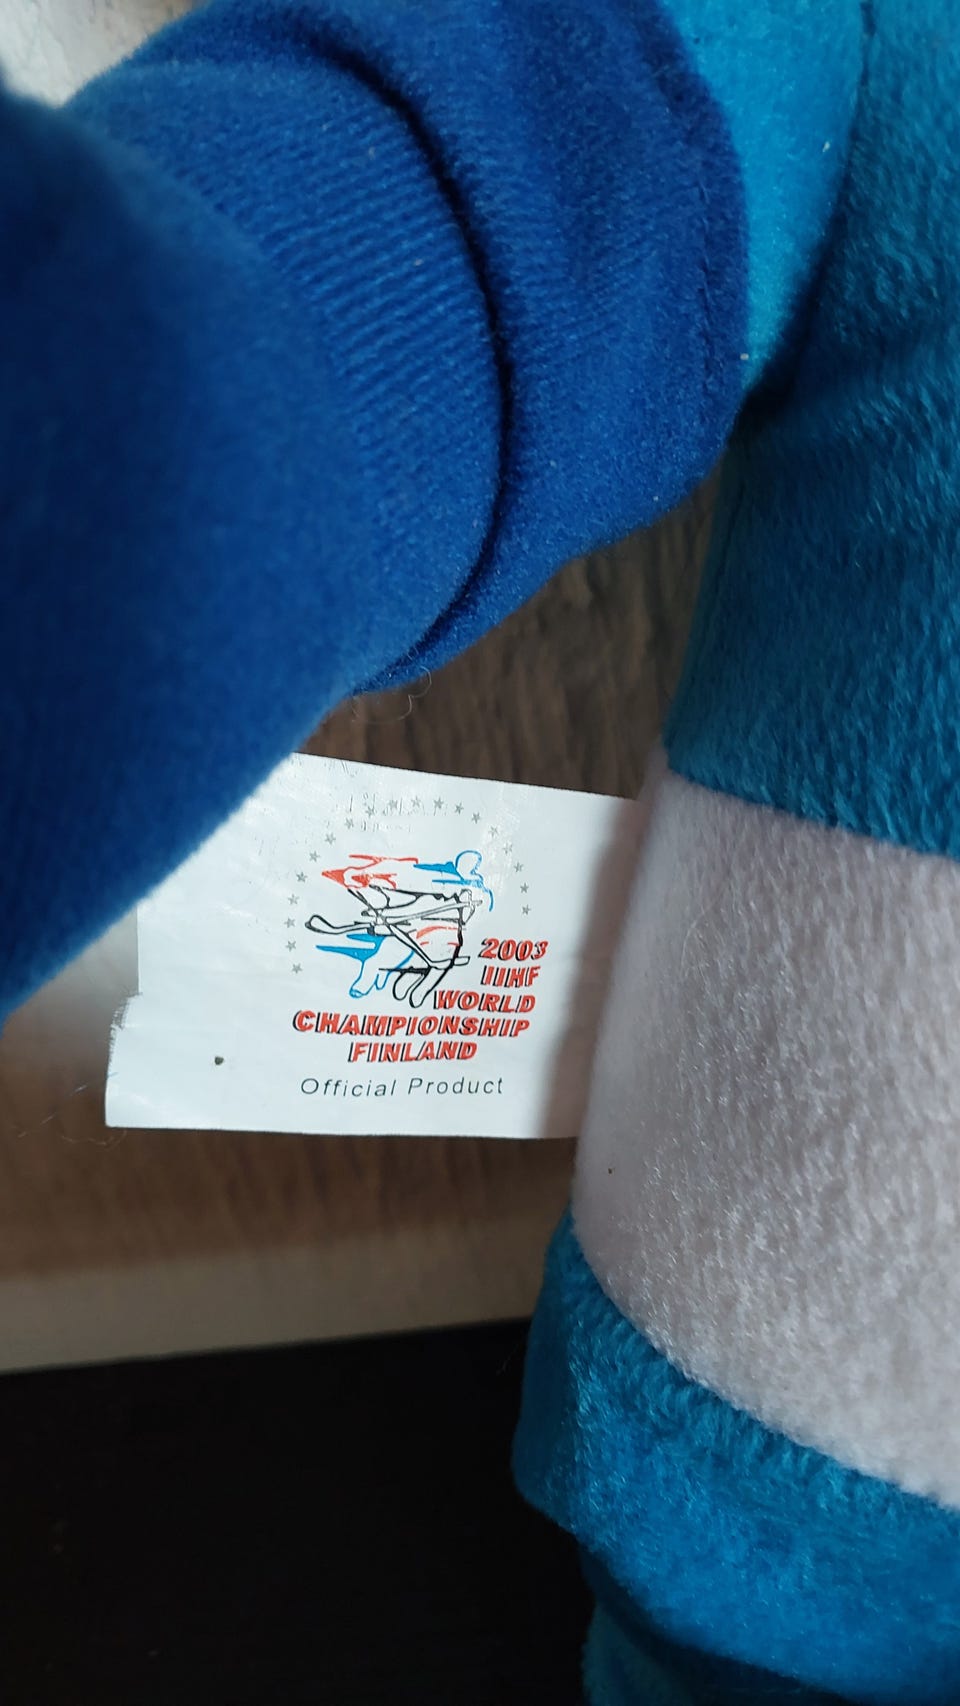 2003
IIHF
WORLD
CHAMPIONSHIP
FINLAND
Official Product